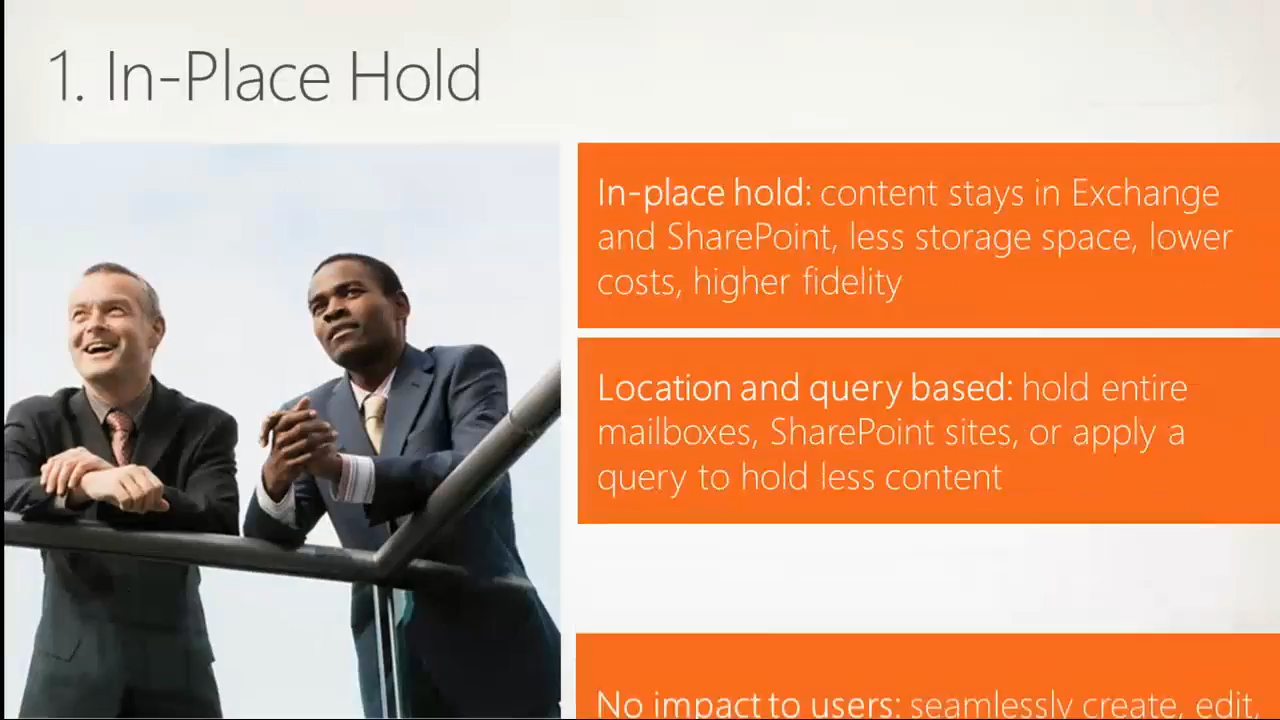 1. In-Place Hold
In-place hold: content stays in Exchange
and SharePoint, less storage space, lower
costs, higher fidelity
Location and query based: hold entire
mailboxes, SharePoint sites, or apply a
query to hold less content
No impact to users: seamlessly create, edit,